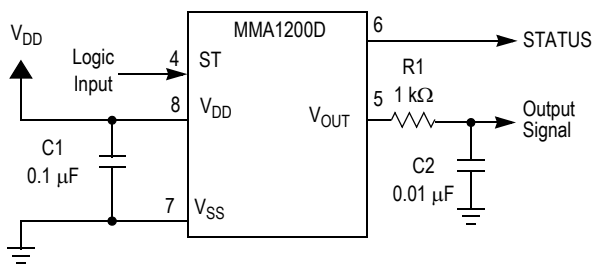 MMA1200D
V_DD
Logic
Input
4
ST
6
STATUS
R1
1 kΩ
8
V_DD
5
V_OUT
Output
Signal
C1
0.1 μF
C2
0.01 μF
7
V_SS